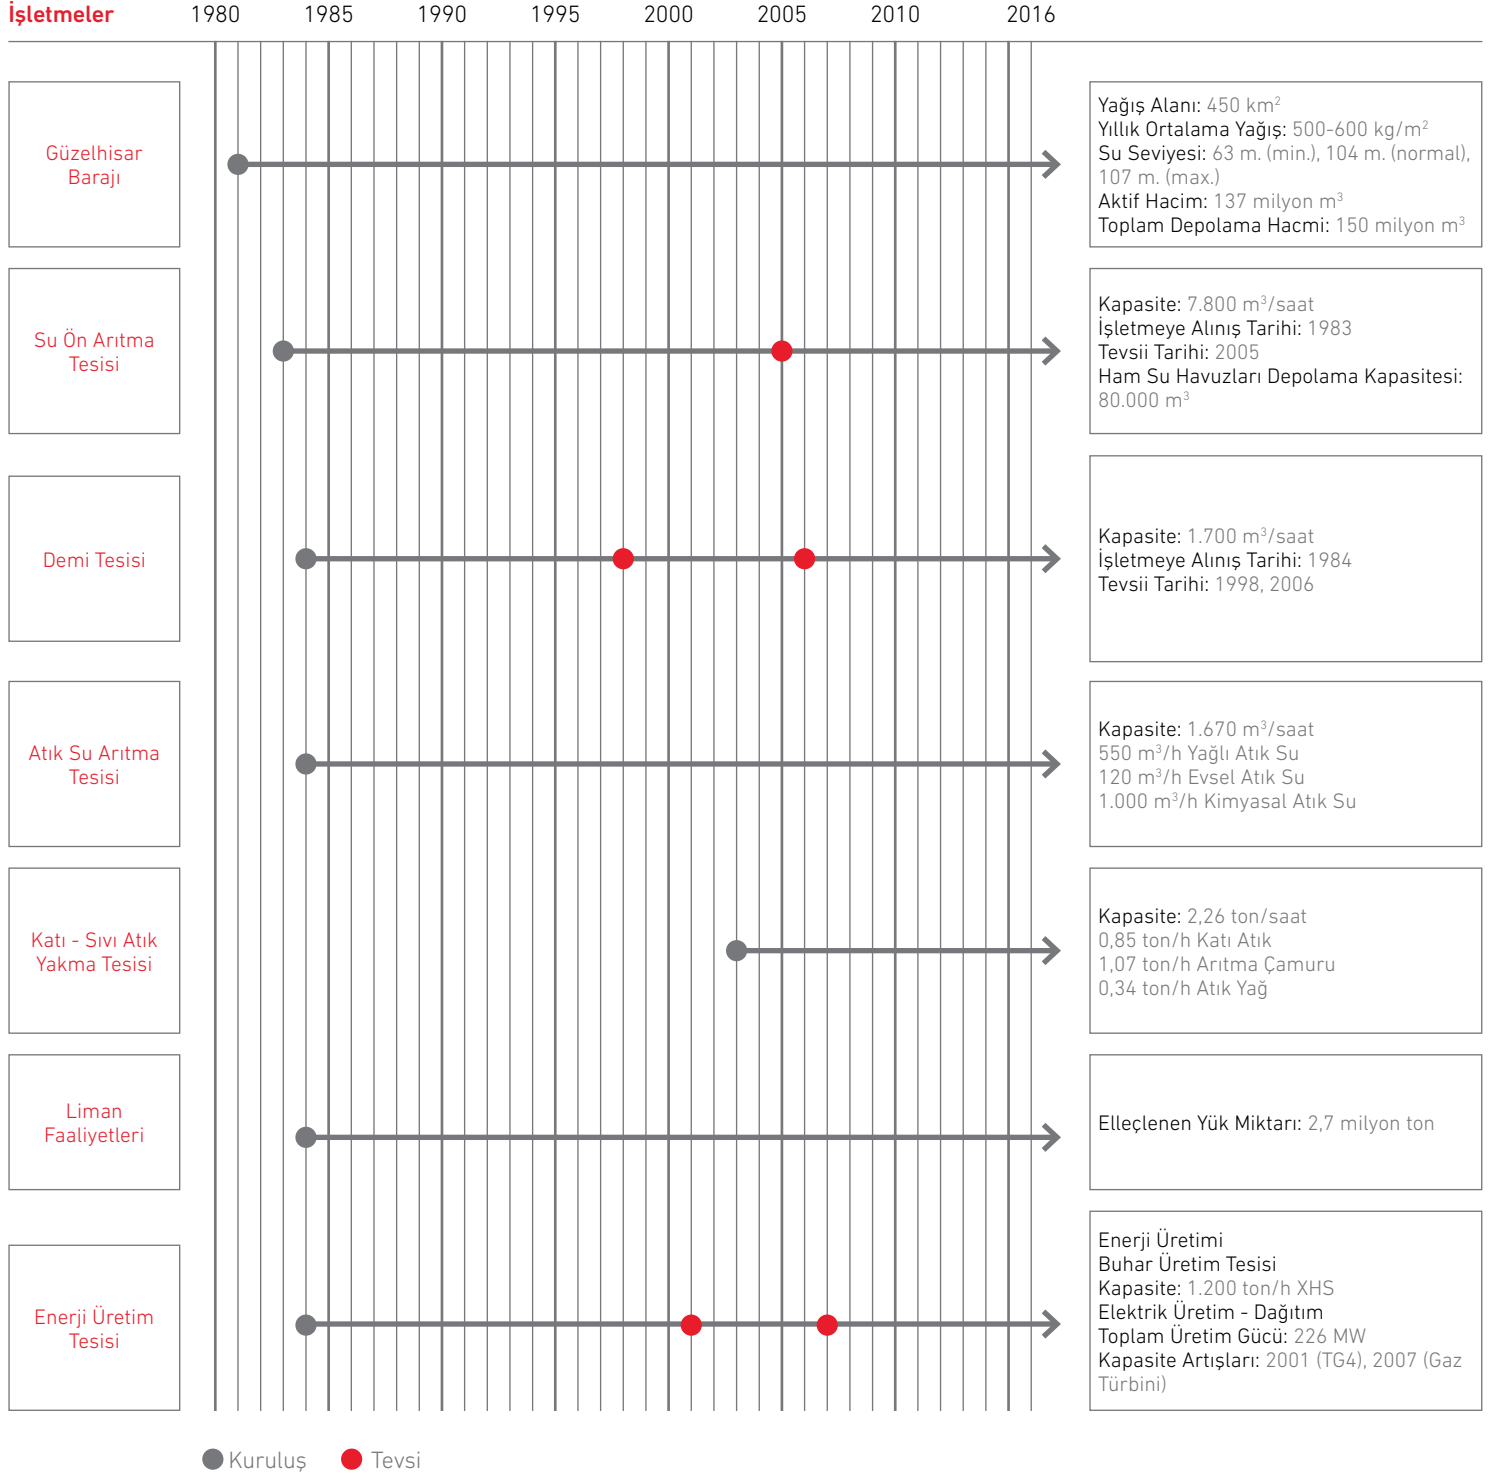 İşletmeler 1980 1985 1990 1995 2000 2005 2010 2016
Güzelhisar
Barajı
Yağış Alanı: 450 km²
Yıllık Ortalama Yağış: 500-600 kg/m²
Su Seviyesi: 63 m. (min.), 104 m. (normal),
107 m. (max.)
Aktif Hacim: 137 milyon m³
Toplam Depolama Hacmi: 150 milyon m³
Su Ön Arıtma
Tesisi
Kapasite: 7.800 m³/saat
İşletmeye Alınış Tarihi: 1983
Tevsii Tarihi: 2005
Ham Su Havuzları Depolama Kapasitesi:
80.000 m³
Demi Tesisi
Kapasite: 1.700 m³/saat
İşletmeye Alınış Tarihi: 1984
Tevsii Tarihi: 1998, 2006
Atık Su Arıtma
Tesisi
Kapasite: 1.670 m³/saat
550 m³/h Yağlı Atık Su
120 m³/h Evsel Atık Su
1.000 m³/h Kimyasal Atık Su
Katı - Sıvı Atık
Yakma Tesisi
Kapasite: 2,26 ton/saat
0,85 ton/h Katı Atık
1,07 ton/h Arıtma Çamuru
0,34 ton/h Atık Yağ
Liman
Faaliyetleri
Elleçlenen Yük Miktarı: 2,7 milyon ton
Enerji Üretim
Tesisi
Enerji Üretimi
Buhar Üretim Tesisi
Kapasite: 1.200 ton/h XHS
Elektrik Üretim - Dağıtım
Toplam Üretim Gücü: 226 MW
Kapasite Artışları: 2001 (TG4), 2007 (Gaz
Türbini)
Kuruluş Tevsi